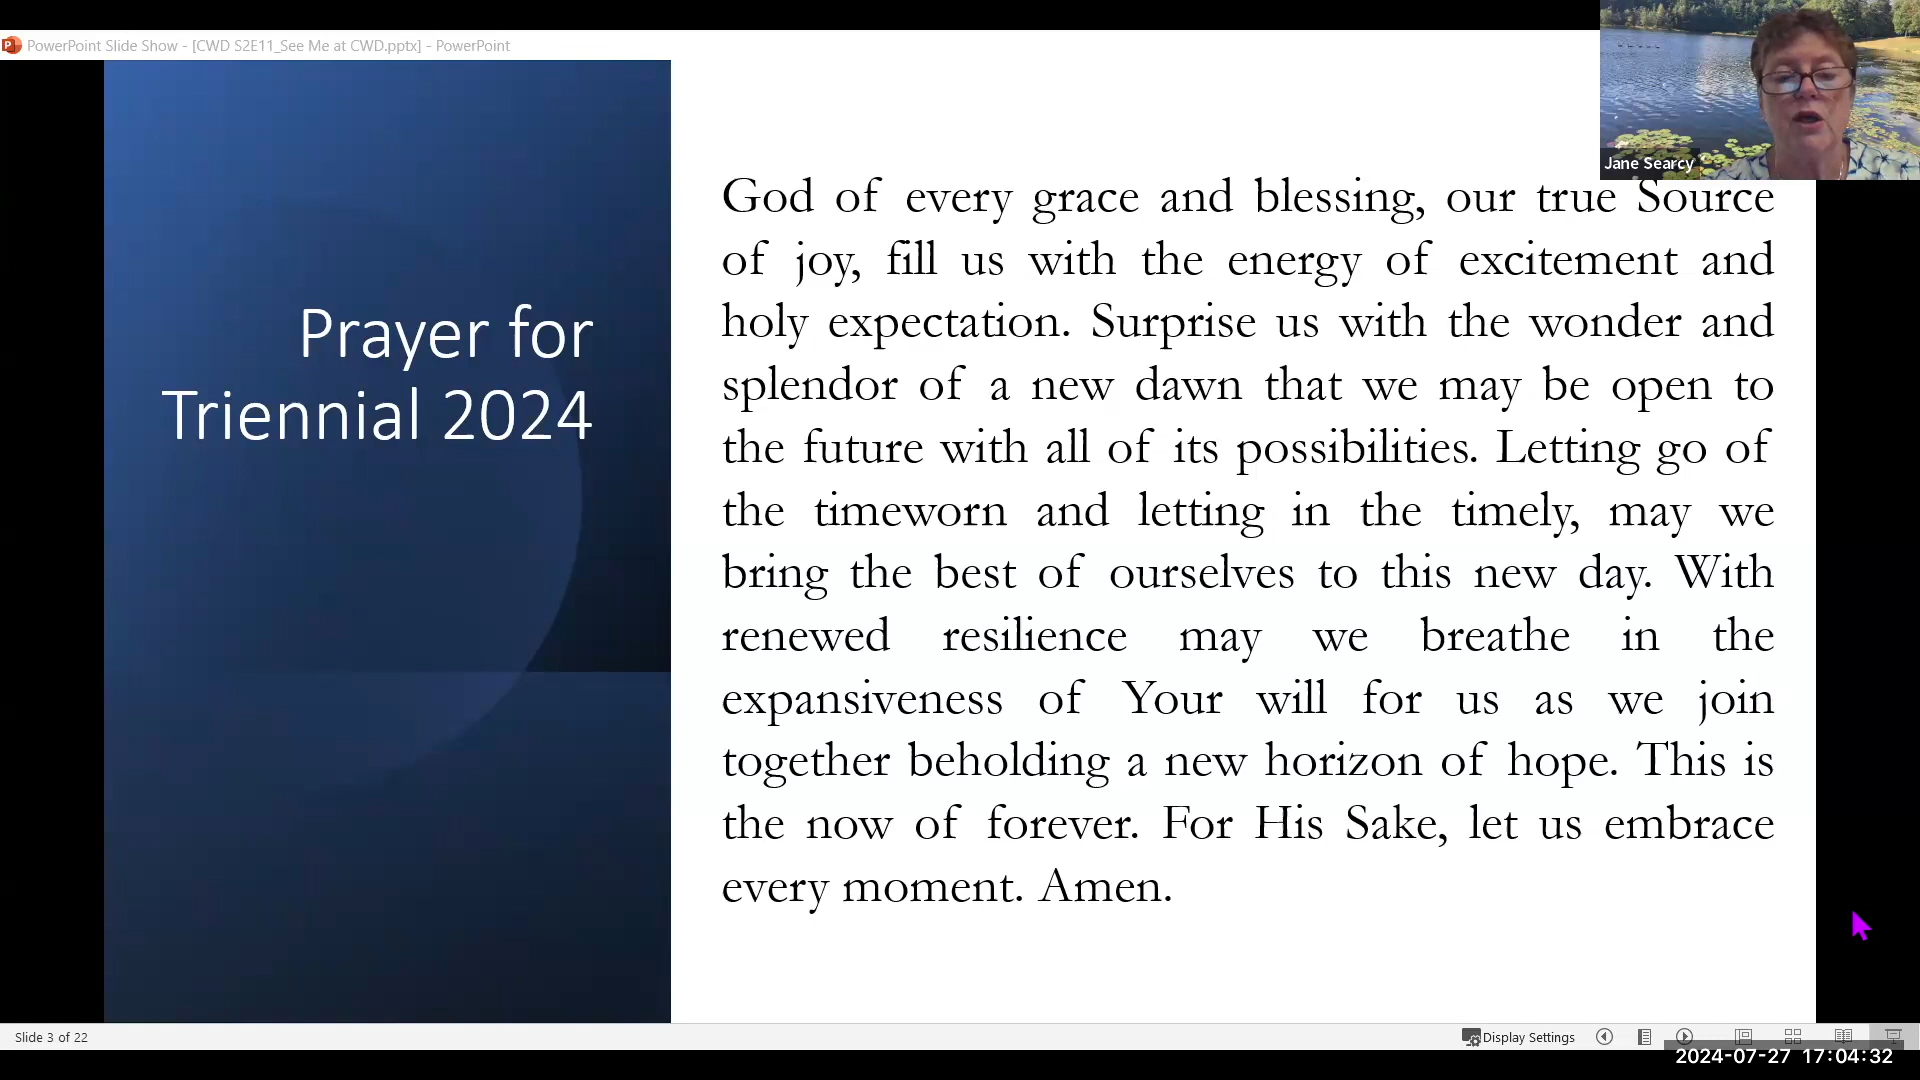 PowerPoint Slide Show - [CWD S2E11_See Me at CWD.pptx] - PowerPoint
Jane Searcy
Prayer for
Triennial 2024
God of every grace and blessing, our true Source
of joy, fill us with the energy of excitement and
holy expectation. Surprise us with the wonder and
splendor of a new dawn that we may be open to
the future with all of its possibilities. Letting go of
the timeworn and letting in the timely, may we
bring the best of ourselves to this new day. With
renewed resilience may we breathe in the
expansiveness of Your will for us as we join
together beholding a new horizon of hope. This is
the now of forever. For His Sake, let us embrace
every moment. Amen.
Slide 3 of 22
Display Settings
2024-07-27 17:04:32